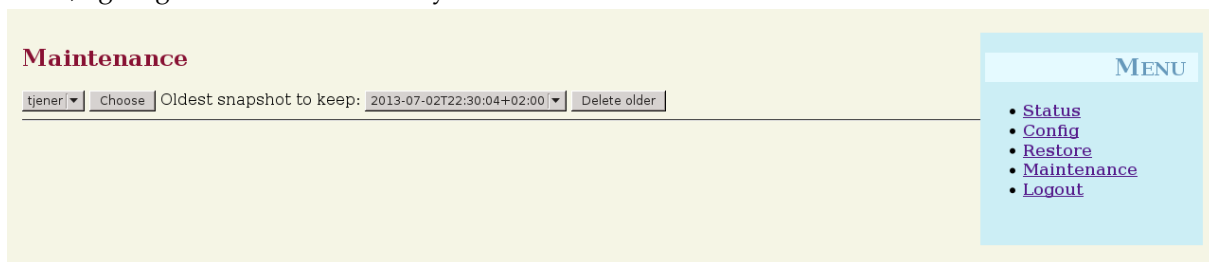 Maintenance
tjener Choose Oldest snapshot to keep: 2013-07-02T22:30:04+02:00 Delete older
MENU
Status
Config
Restore
Maintenance
Logout